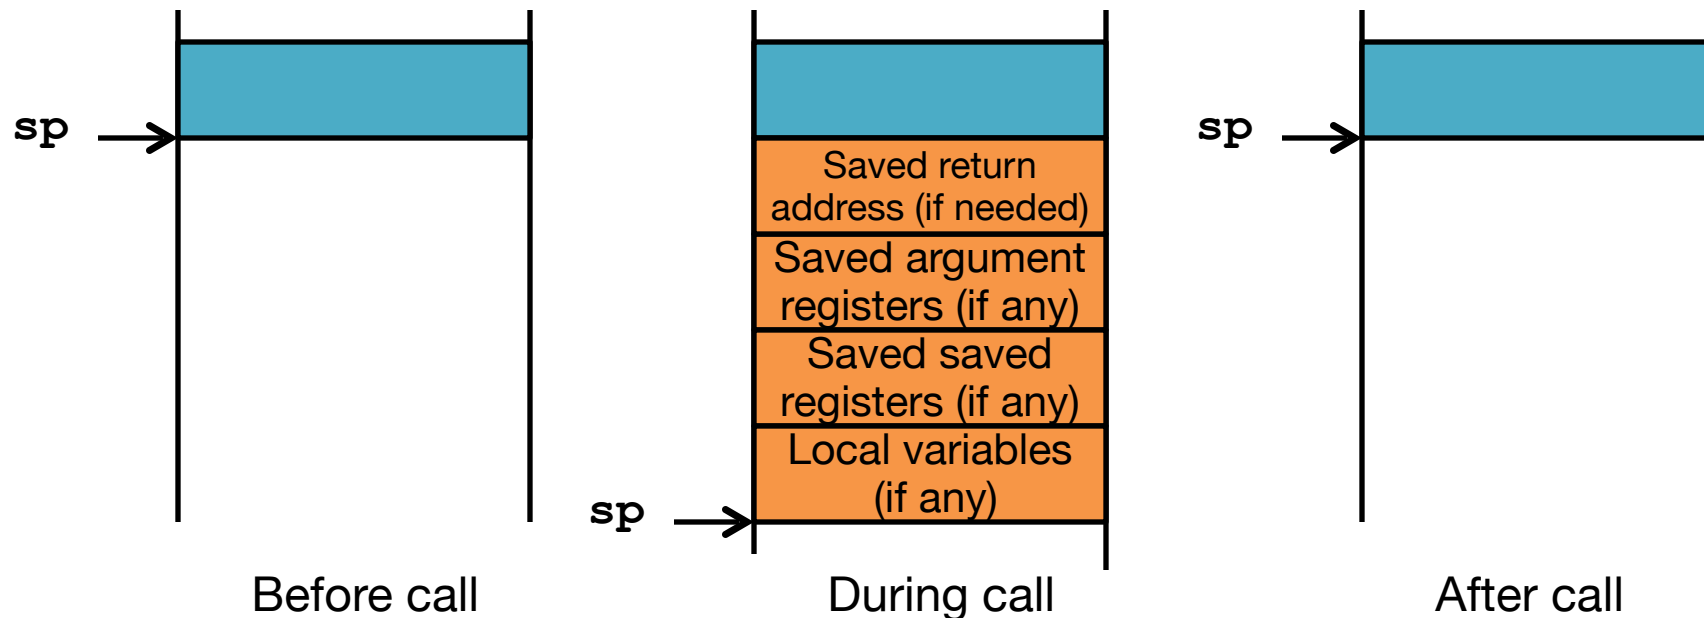 sp
Before call
Saved return
address (if needed)
Saved argument
registers (if any)
Saved saved
registers (if any)
Local variables
(if any)
sp
During call
sp
After call